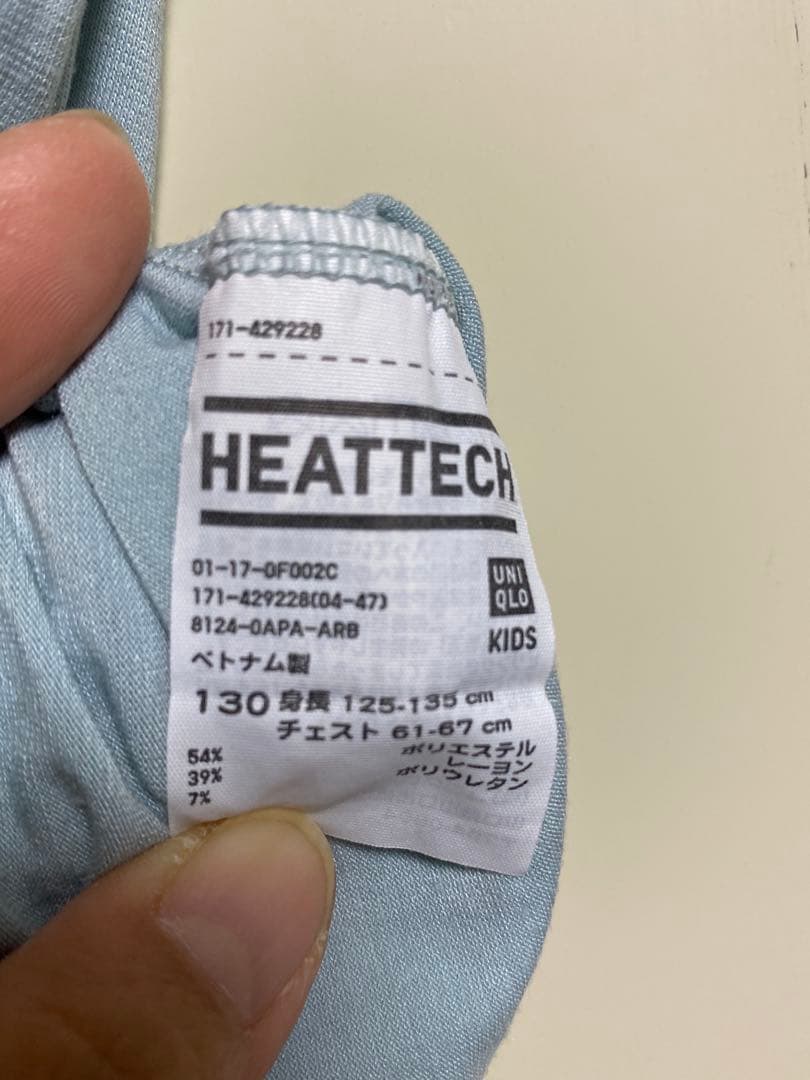 171-429228
HEATTECH
01-17-0F002C
171-429228(04-47)
8124-0APA-ARB
UNI
QLO
KIDS
ベトナム製
130 身長 125-135 cm
チェスト 61-67 cm
54% ポリエステル
39% レーヨン
7% ポリウレタン